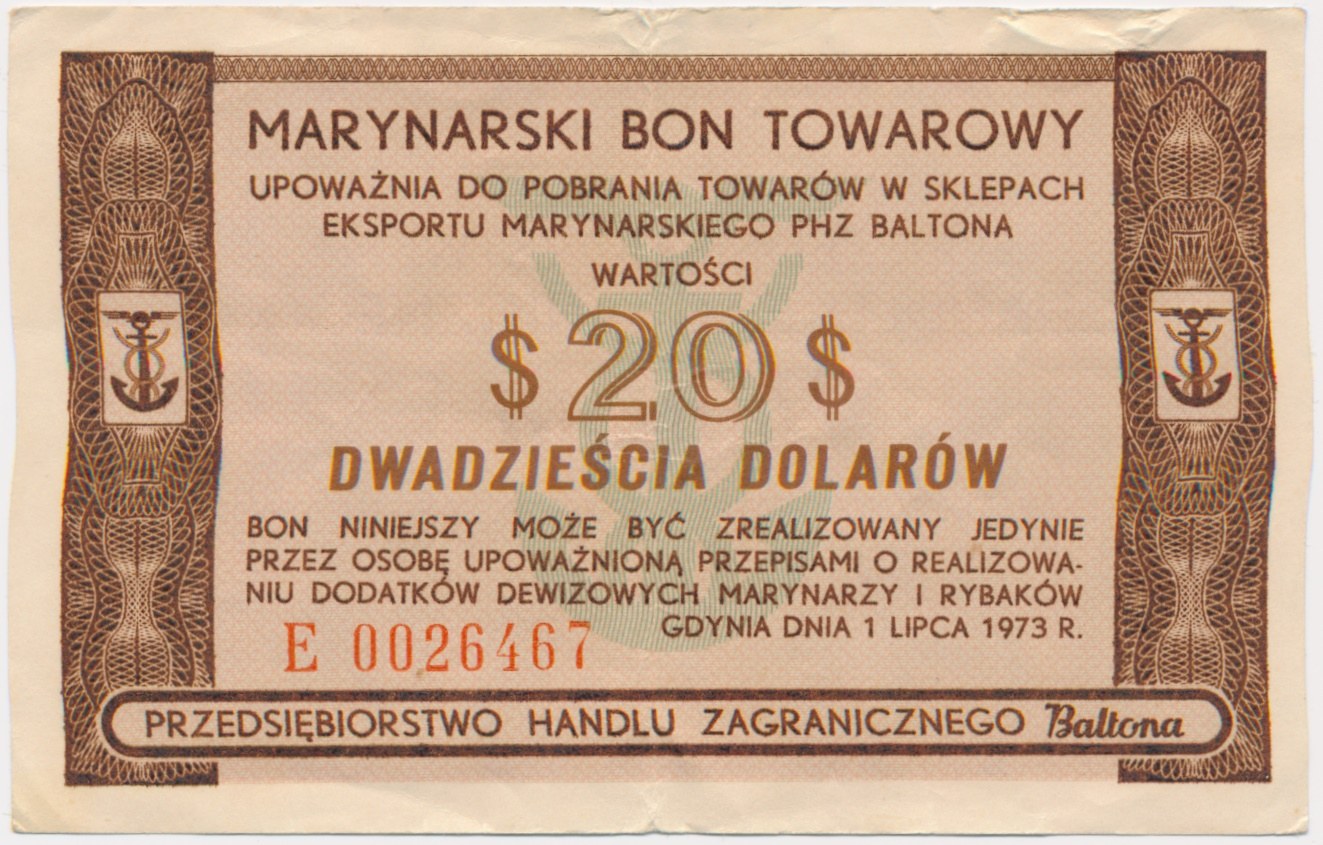 MARYNARSKI BON TOWAROWY
UPOWAŻNIA DO POBRANIA TOWARÓW W SKLEPACH
EKSPORTU MARYNARSKIEGO PHZ BALTONA
WARTOŚCI
$ 20 $
DWADZIEŚCIA DOLARÓW
BON NINIEJSZY MOŻE BYĆ ZREALIZOWANY JEDYNIE
PRZEZ OSOBĘ UPOWAŻNIONĄ PRZEPISAMI O REALIZOWA-
NIU DODATKÓW DEWIZOWYCH MARYNARZY I RYBAKÓW
GDYNIA DNIA 1 LIPCA 1973 R.
E 0026467
PRZEDSIĘBIORSTWO HANDLU ZAGRANICZNEGO Baltona